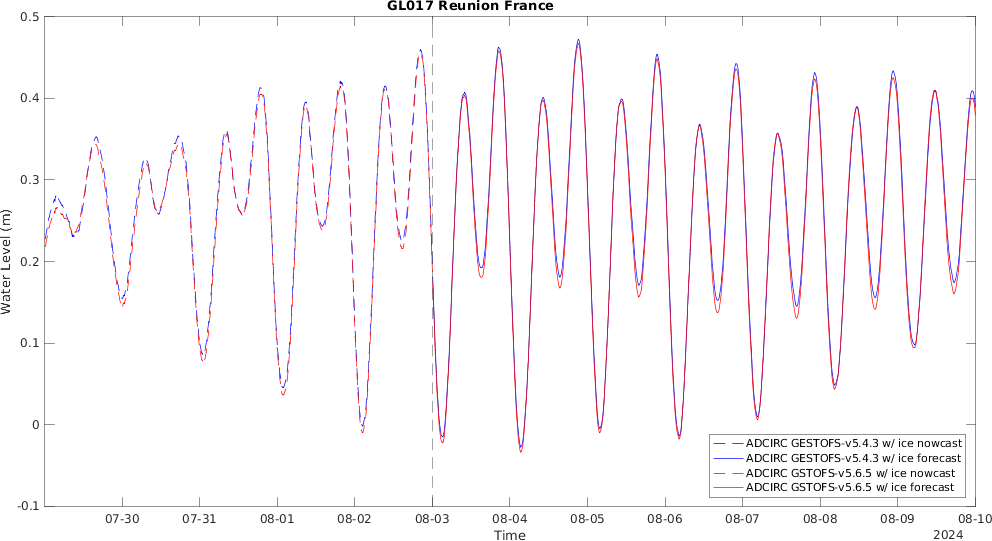 GL017 Reunion France
Water Level (m)
0.5
0.4
0.3
0.2
0.1
0
-0.1
07-30 07-31 08-01 08-02 08-03 08-04 08-05 08-06 08-07 08-08 08-09 08-10
Time
2024
ADCIRC GESTOFS-v5.4.3 w/ ice nowcast
ADCIRC GESTOFS-v5.4.3 w/ ice forecast
ADCIRC GSTOFS-v5.6.5 w/ ice nowcast
ADCIRC GSTOFS-v5.6.5 w/ ice forecast